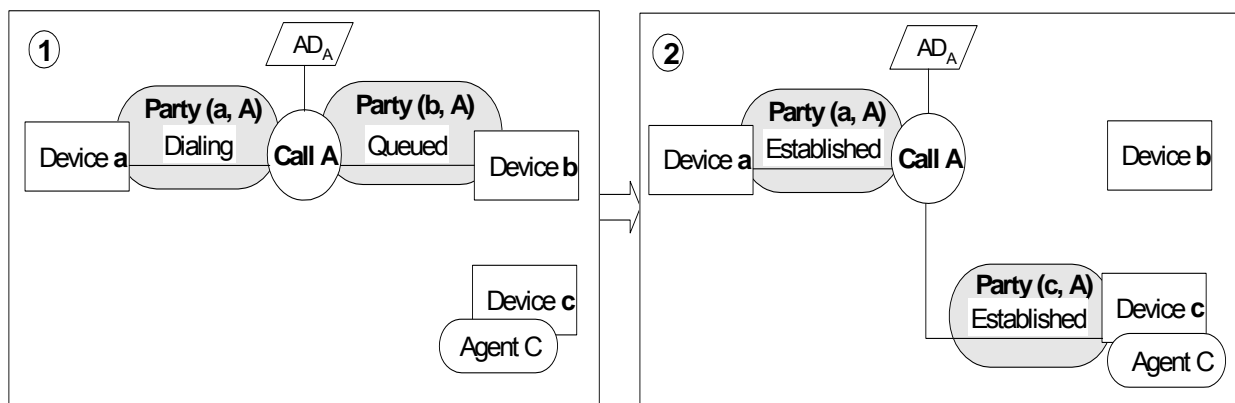 1
AD_A
Party (a, A)
Dialing
Party (b, A)
Queued
Device a
Call A
Device b
Device c
Agent C
2
AD_A
Party (a, A)
Established
Device a
Call A
Device b
Party (c, A)
Established
Device c
Agent C